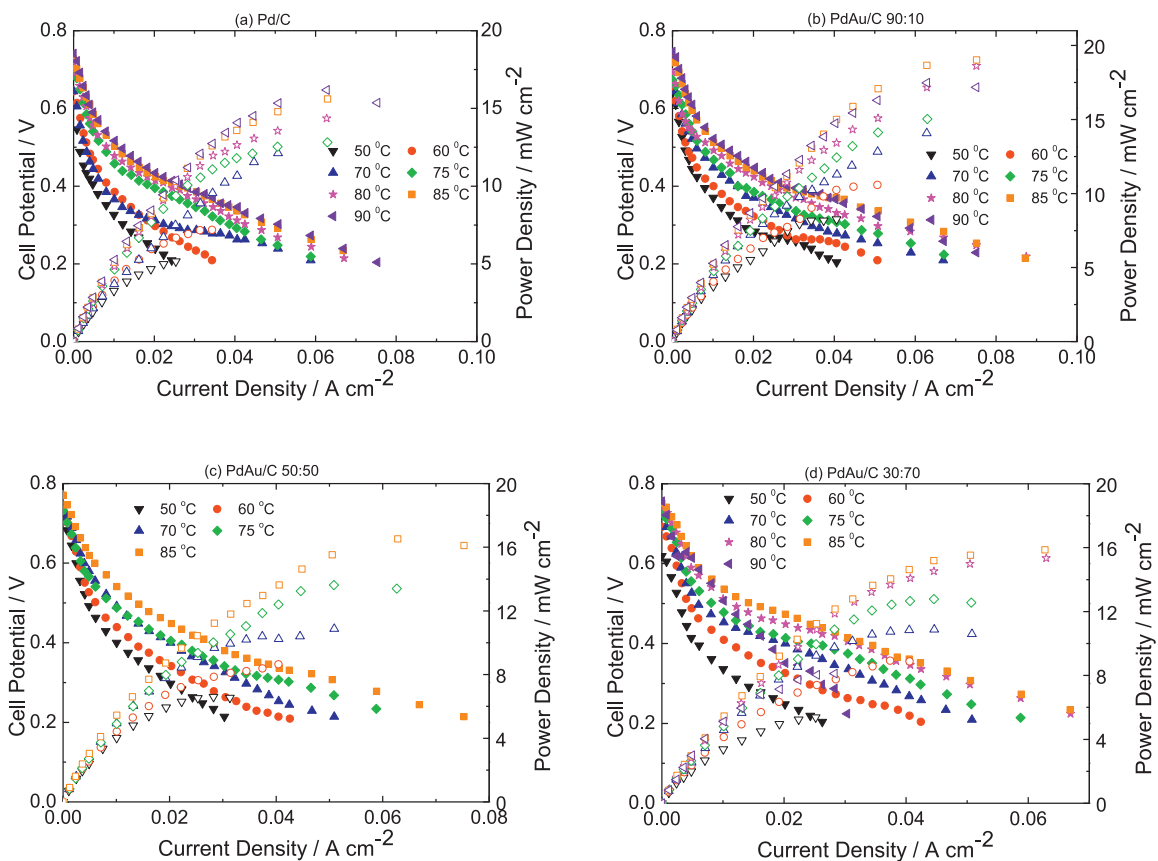 (a) Pd/C
0.8
0.6
0.4
0.2
0.0
Cell Potential / V
20
15
10
5
0
Power Density / mW cm-2
50 °C
60 °C
70 °C
75 °C
80 °C
85 °C
90 °C
0.00 0.02 0.04 0.06 0.08 0.10
Current Density / A cm-2
(b) PdAu/C 90:10
0.8
0.6
0.4
0.2
0.0
Cell Potential / V
20
15
10
5
0
Power Density / mW cm-2
50 °C
60 °C
70 °C
75 °C
80 °C
85 °C
90 °C
0.00 0.02 0.04 0.06 0.08 0.10
Current Density / A cm-2
(c) PdAu/C 50:50
0.8
0.6
0.4
0.2
0.0
Cell Potential / V
20
16
12
8
4
0
Power Density / mW cm-2
50 °C
60 °C
70 °C
75 °C
85 °C
0.00 0.02 0.04 0.06 0.08
Current Density / A cm-2
(d) PdAu/C 30:70
0.8
0.6
0.4
0.2
0.0
Cell Potential / V
20
16
12
8
4
0
Power Density / mW cm-2
50 °C
60 °C
70 °C
75 °C
80 °C
85 °C
90 °C
0.00 0.02 0.04 0.06
Current Density / A cm-2